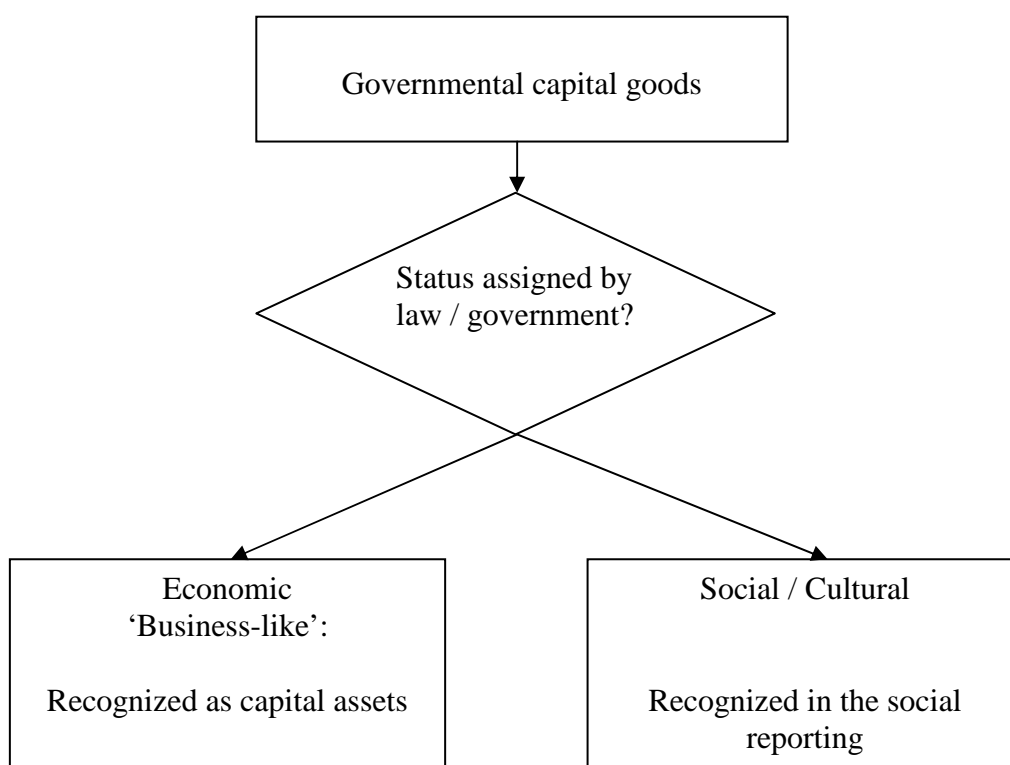 Governmental capital goods
Status assigned by
law / government?
Economic
‘Business-like’:
Recognized as capital assets
Social / Cultural
Recognized in the social
reporting